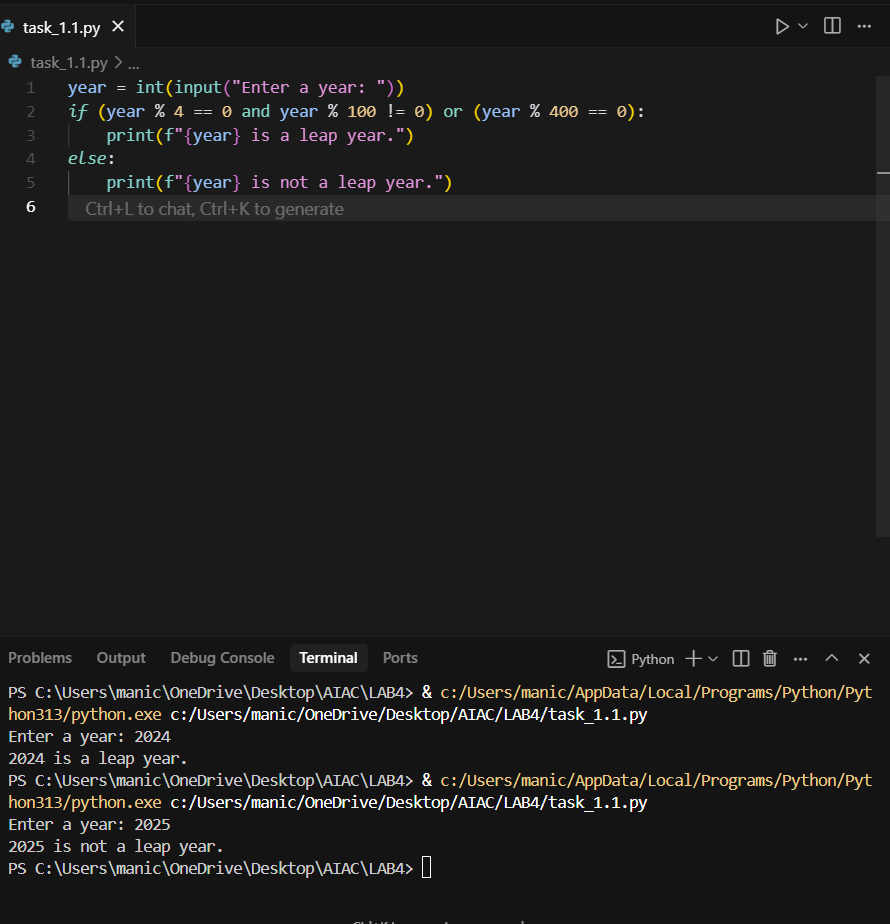 task_1.1.py
task_1.1.py > ...
1 year = int(input("Enter a year: "))
2 if (year % 4 == 0 and year % 100 != 0) or (year % 400 == 0):
3     print(f"{year} is a leap year.")
4 else:
5     print(f"{year} is not a leap year.")
6 Ctrl+L to chat, Ctrl+K to generate
Problems Output Debug Console Terminal Ports Python
PS C:\Users\manic\OneDrive\Desktop\AIAC\LAB4> & c:/Users/manic/AppData/Local/Programs/Python/Pyt
hon313/python.exe c:/Users/manic/OneDrive/Desktop/AIAC/LAB4/task_1.1.py
Enter a year: 2024
2024 is a leap year.
PS C:\Users\manic\OneDrive\Desktop\AIAC\LAB4> & c:/Users/manic/AppData/Local/Programs/Python/Pyt
hon313/python.exe c:/Users/manic/OneDrive/Desktop/AIAC/LAB4/task_1.1.py
Enter a year: 2025
2025 is not a leap year.
PS C:\Users\manic\OneDrive\Desktop\AIAC\LAB4>